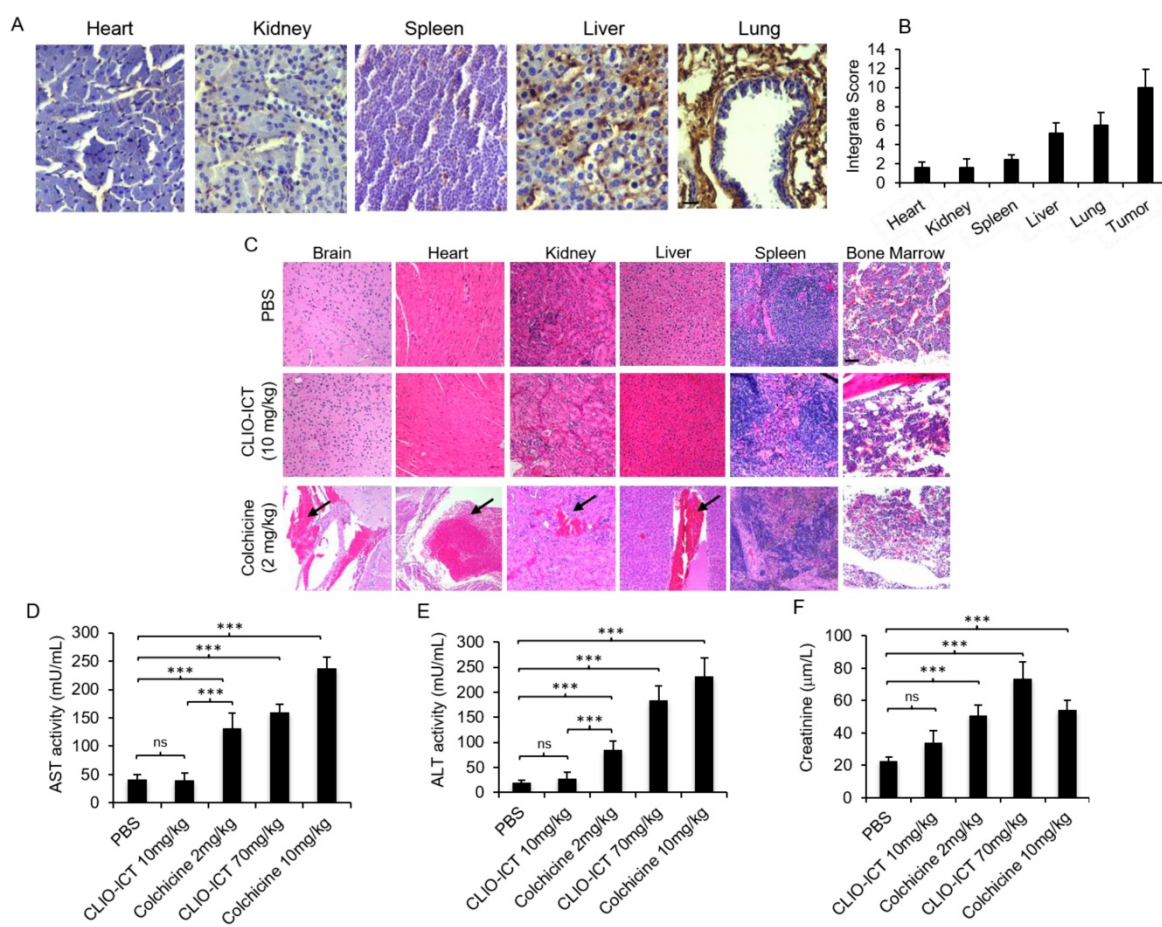 A
Heart
Kidney
Spleen
Liver
Lung
B
Integrate Score
14
12
10
8
6
4
2
0
Heart
Kidney
Spleen
Liver
Lung
Tumor
C
Brain
Heart
Kidney
Liver
Spleen
Bone Marrow
PBS
CLIO-ICT
(10 mg/kg)
Colchicine
(2 mg/kg)
D
AST activity (mU/mL)
300
250
200
150
100
50
0
***
***
***
***
ns
PBS
CLIO-ICT 10mg/kg
Colchicine 2mg/kg
CLIO-ICT 70mg/kg
Colchicine 10mg/kg
E
ALT activity (mU/mL)
300
250
200
150
100
50
0
***
***
***
***
ns
PBS
CLIO-ICT 10mg/kg
Colchicine 2mg/kg
CLIO-ICT 70mg/kg
Colchicine 10mg/kg
F
Creatinine (µm/L)
100
80
60
40
20
0
***
***
***
ns
PBS
CLIO-ICT 10mg/kg
Colchicine 2mg/kg
CLIO-ICT 70mg/kg
Colchicine 10mg/kg